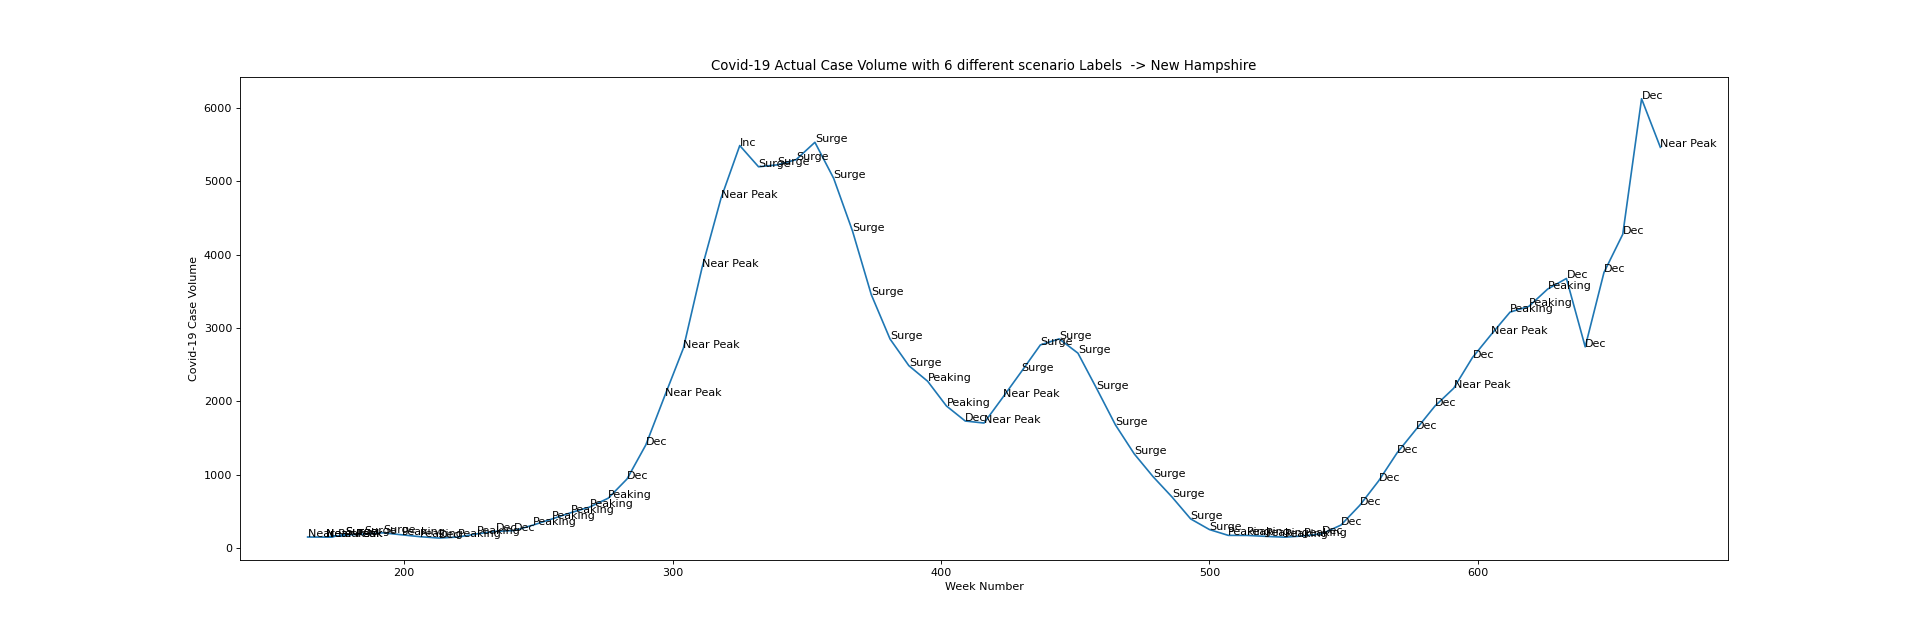 Covid-19 Actual Case Volume with 6 different scenario Labels -> New Hampshire
Covid-19 Case Volume
6000
5000
4000
3000
2000
1000
0
Peaking
Dec
Dec
Peaking
Peaking
Peaking
Peaking
Peaking
Dec
Dec
Near Peak
Near Peak
Near Peak
Near Peak
Inc
Surge
Surge
Surge
Surge
Surge
Surge
Surge
Surge
Surge
Peaking
Peaking
Dec
Near Peak
Near Peak
Surge
Surge
Surge
Surge
Surge
Surge
Surge
Surge
Surge
Surge
Surge
Dec
Dec
Dec
Dec
Dec
Dec
Dec
Near Peak
Dec
Near Peak
Peaking
Peaking
Peaking
Dec
Dec
Dec
Dec
Dec
Near Peak
200
300
400
500
600
Week Number